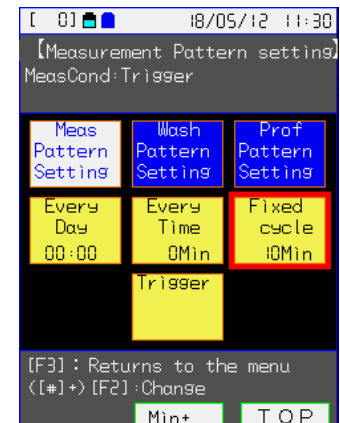 [ 0] 18/05/12 11:30
【Measurement Pattern setting】
MeasCond:Trigger
Meas Pattern Setting
Wash Pattern Setting
Prof Pattern Setting
Every Day 00:00
Every Time 0Min
Fixed cycle 10Min
Trigger
[F3]：Returns to the menu
([#]+)[F2]:Change
Min+ TOP